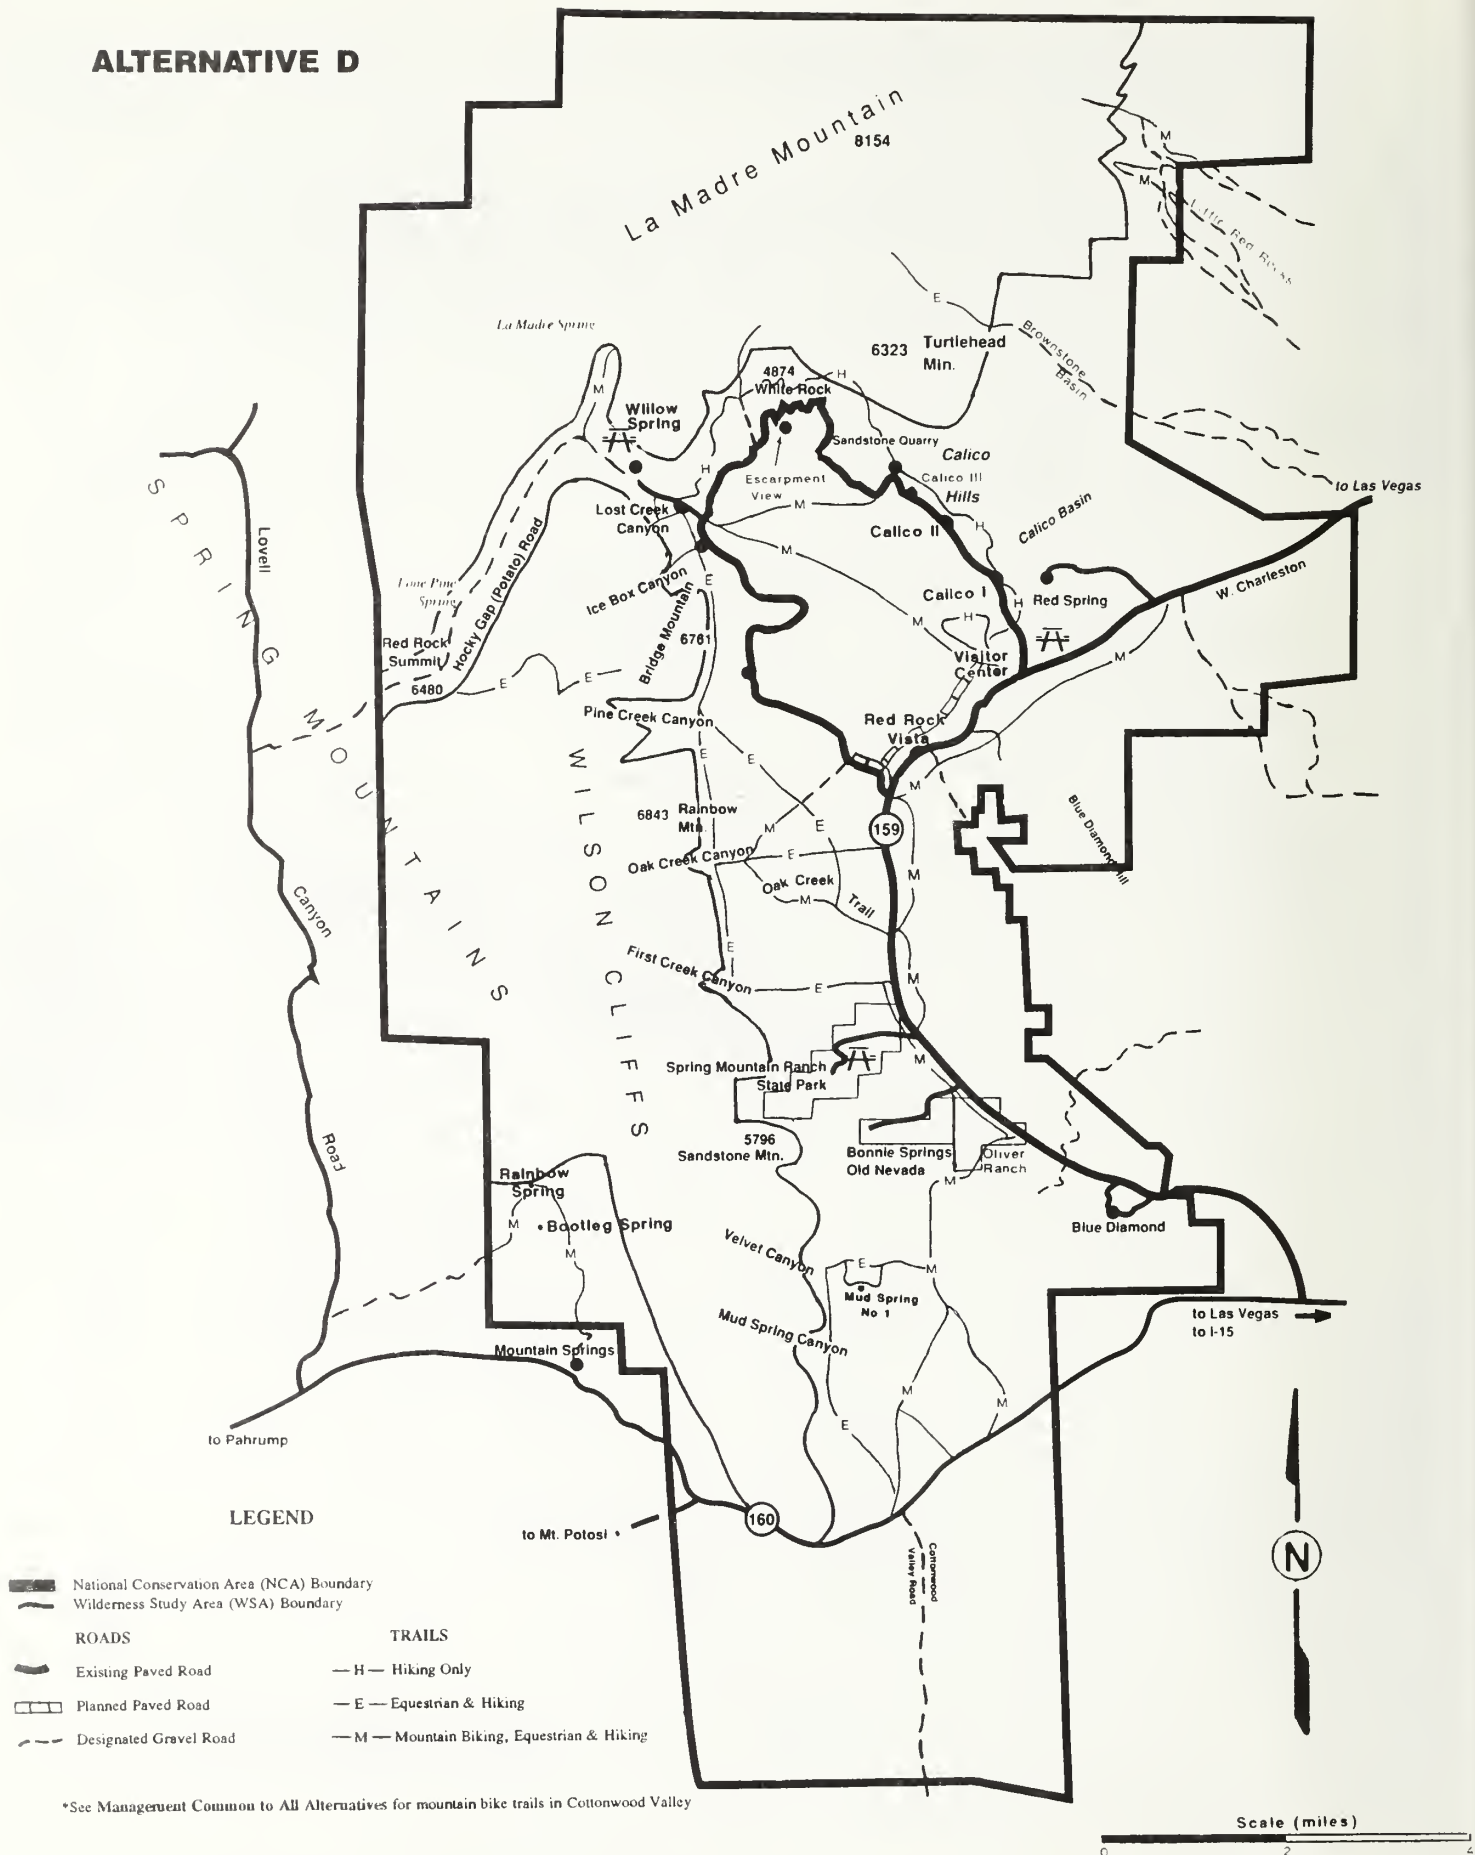 ALTERNATIVE D
La Madre Mountain
8154
M
M
Little Red Rocks
E
La Madre Spring
6323
Turtlehead
Mtn.
Brownstone
Basin
4874
White Rock
H
M
Willow
Spring
Sandstone Quarry
Calico
Hills
Calico III
H
Escarpment
View
M
to Las Vegas
SPRING MOUNTAINS
Lovell
Canyon
Road
Lost Creek
Canyon
Calico II
H
Calico Basin
M
Rocky Gap (Potato) Road
Lone Pine
Spring
Ice Box Canyon
E
Bridge Mountain
6761
Calico I
H
H
Red Spring
W. Charleston
M
Red Rock
Summit
6480
E
E
Visitor
Center
M
Pine Creek Canyon
Red Rock
Vista
E
E
M
WILSON CLIFFS
6843
Rainbow
Mtn.
M
E
159
Blue Diamond Hill
Oak Creek Canyon
E
M
Oak Creek
Trail
M
E
First Creek Canyon
E
M
Spring Mountain Ranch
State Park
M
5796
Sandstone Mtn.
Bonnie Springs
Old Nevada
Oliver
Ranch
M
Rainbow
Spring
M
Bootleg Spring
M
Blue Diamond
Velvet Canyon
E
M
Mud Spring
No 1
Mud Spring Canyon
to Las Vegas
to I-15
Mountain Springs
M
M
E
to Pahrump
160
to Mt. Potosi
Cottonwood
Valley Road
N
LEGEND
National Conservation Area (NCA) Boundary
Wilderness Study Area (WSA) Boundary
ROADS
TRAILS
Existing Paved Road
— H — Hiking Only
Planned Paved Road
— E — Equestrian & Hiking
Designated Gravel Road
— M — Mountain Biking, Equestrian & Hiking
*See Management Common to All Alternatives for mountain bike trails in Cottonwood Valley
Scale (miles)
0 2 4